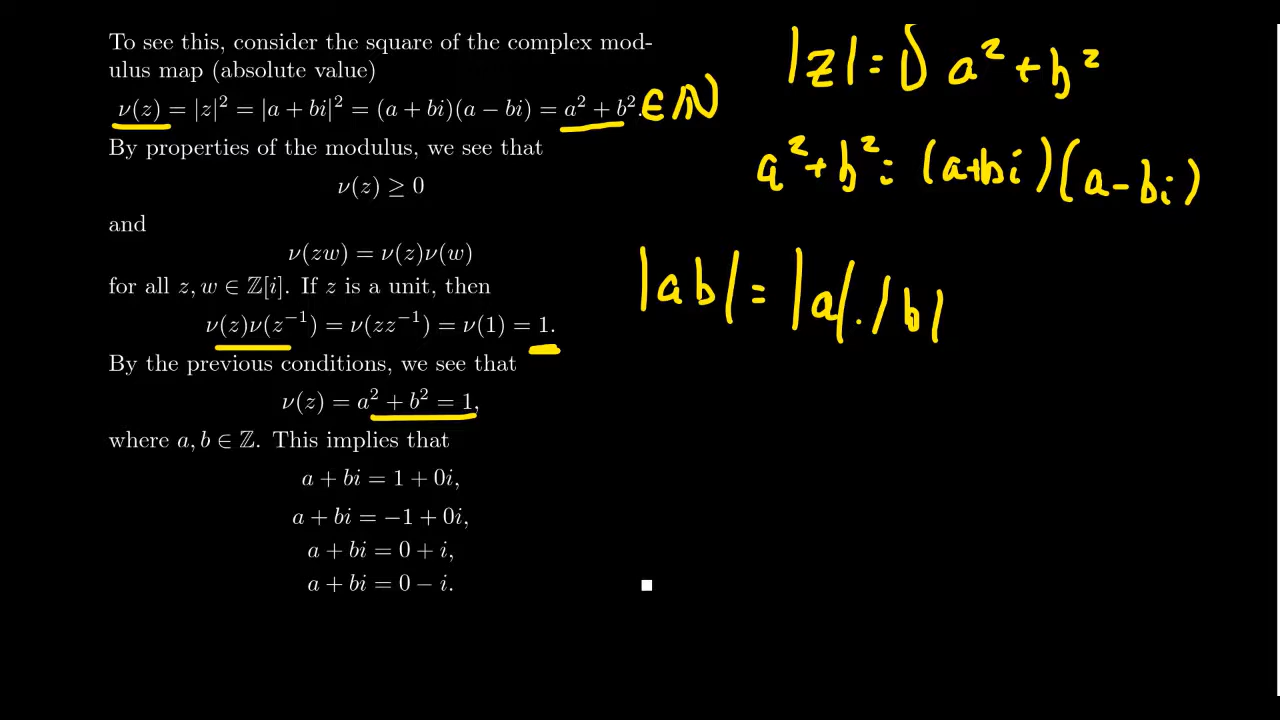 To see this, consider the square of the complex mod-
ulus map (absolute value)
ν(z) = |z|² = |a + bi|² = (a + bi)(a − bi) = a² + b². ∈ ℕ
By properties of the modulus, we see that
ν(z) ≥ 0
and
ν(zw) = ν(z)ν(w)
for all z, w ∈ ℤ[i]. If z is a unit, then
ν(z)ν(z⁻¹) = ν(zz⁻¹) = ν(1) = 1.
By the previous conditions, we see that
ν(z) = a² + b² = 1,
where a, b ∈ ℤ. This implies that
a + bi = 1 + 0i,
a + bi = −1 + 0i,
a + bi = 0 + i,
a + bi = 0 − i.
|z| = a² + b²
a² + b² = (a+bi)(a-bi)
|ab| = |a|.|b|